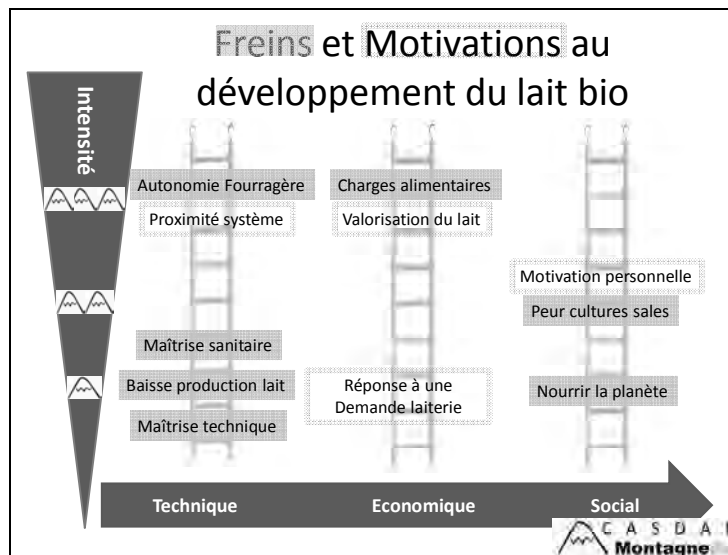 Freins et Motivations au
développement du lait bio
Intensité
Autonomie Fourragère
Charges alimentaires
Proximité système
Valorisation du lait
Motivation personnelle
Peur cultures sales
Maîtrise sanitaire
Baisse production lait
Réponse à une
Demande laiterie
Nourrir la planète
Maîtrise technique
Technique
Economique
Social
C A S D A
Montagne